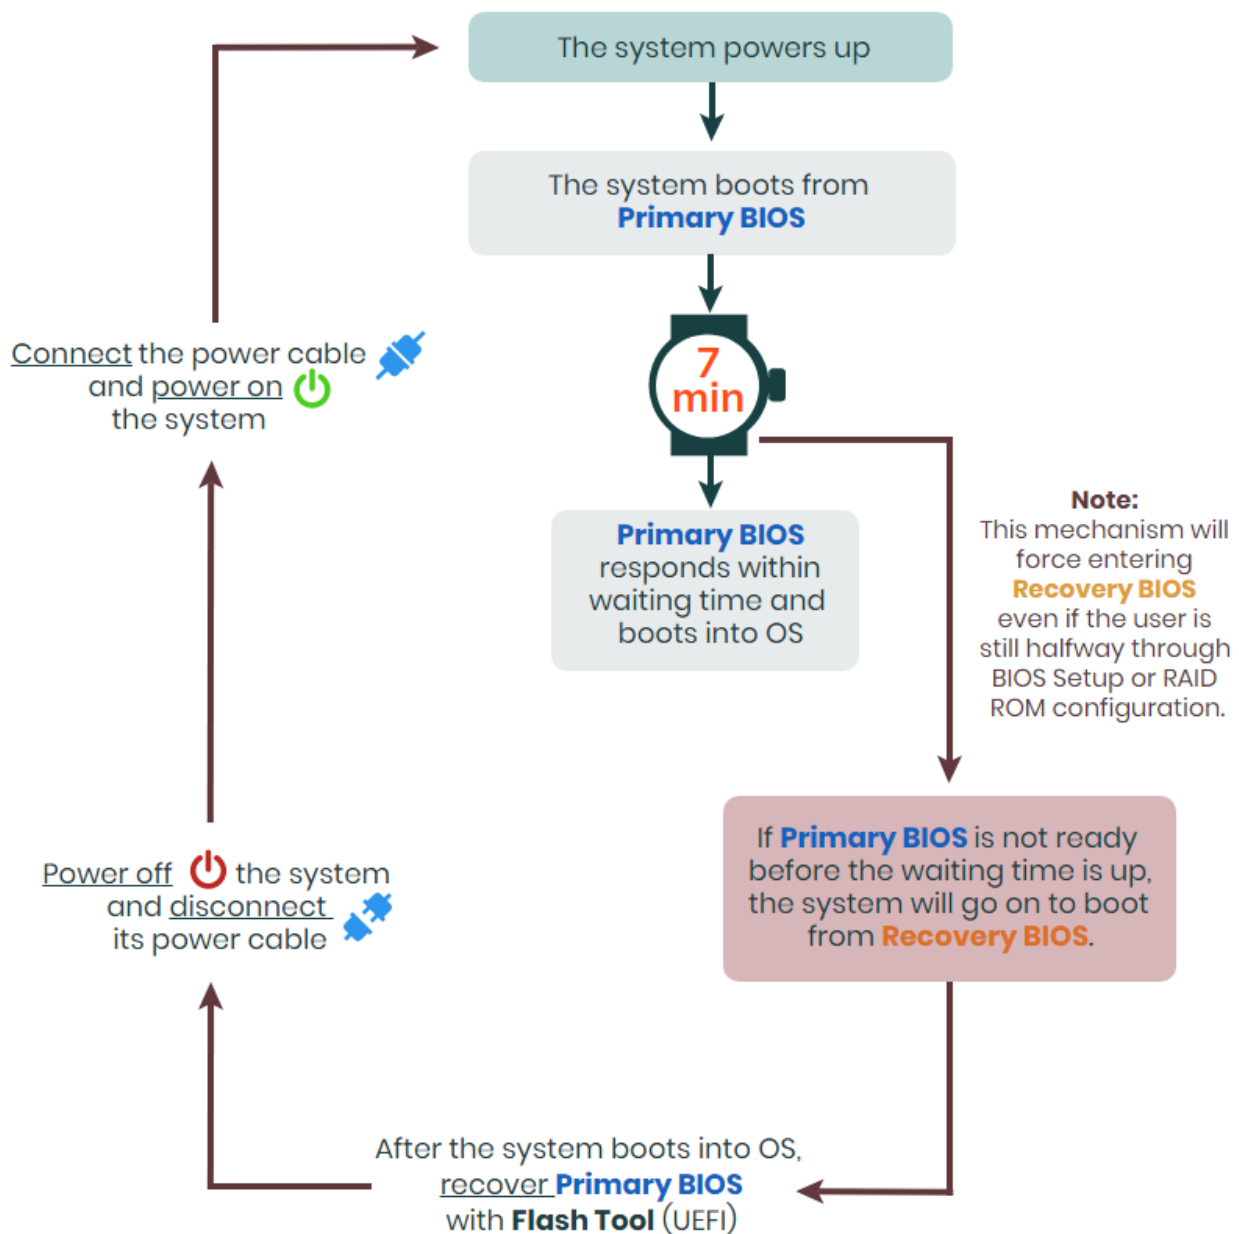 The system powers up
The system boots from
Primary BIOS
7
min
Primary BIOS
responds within
waiting time and
boots into OS
Note:
This mechanism will
force entering
Recovery BIOS
even if the user is
still halfway through
BIOS Setup or RAID
ROM configuration.
If Primary BIOS is not ready
before the waiting time is up,
the system will go on to boot
from Recovery BIOS.
After the system boots into OS,
recover Primary BIOS
with Flash Tool (UEFI)
Power off the system
and disconnect
its power cable
Connect the power cable
and power on
the system